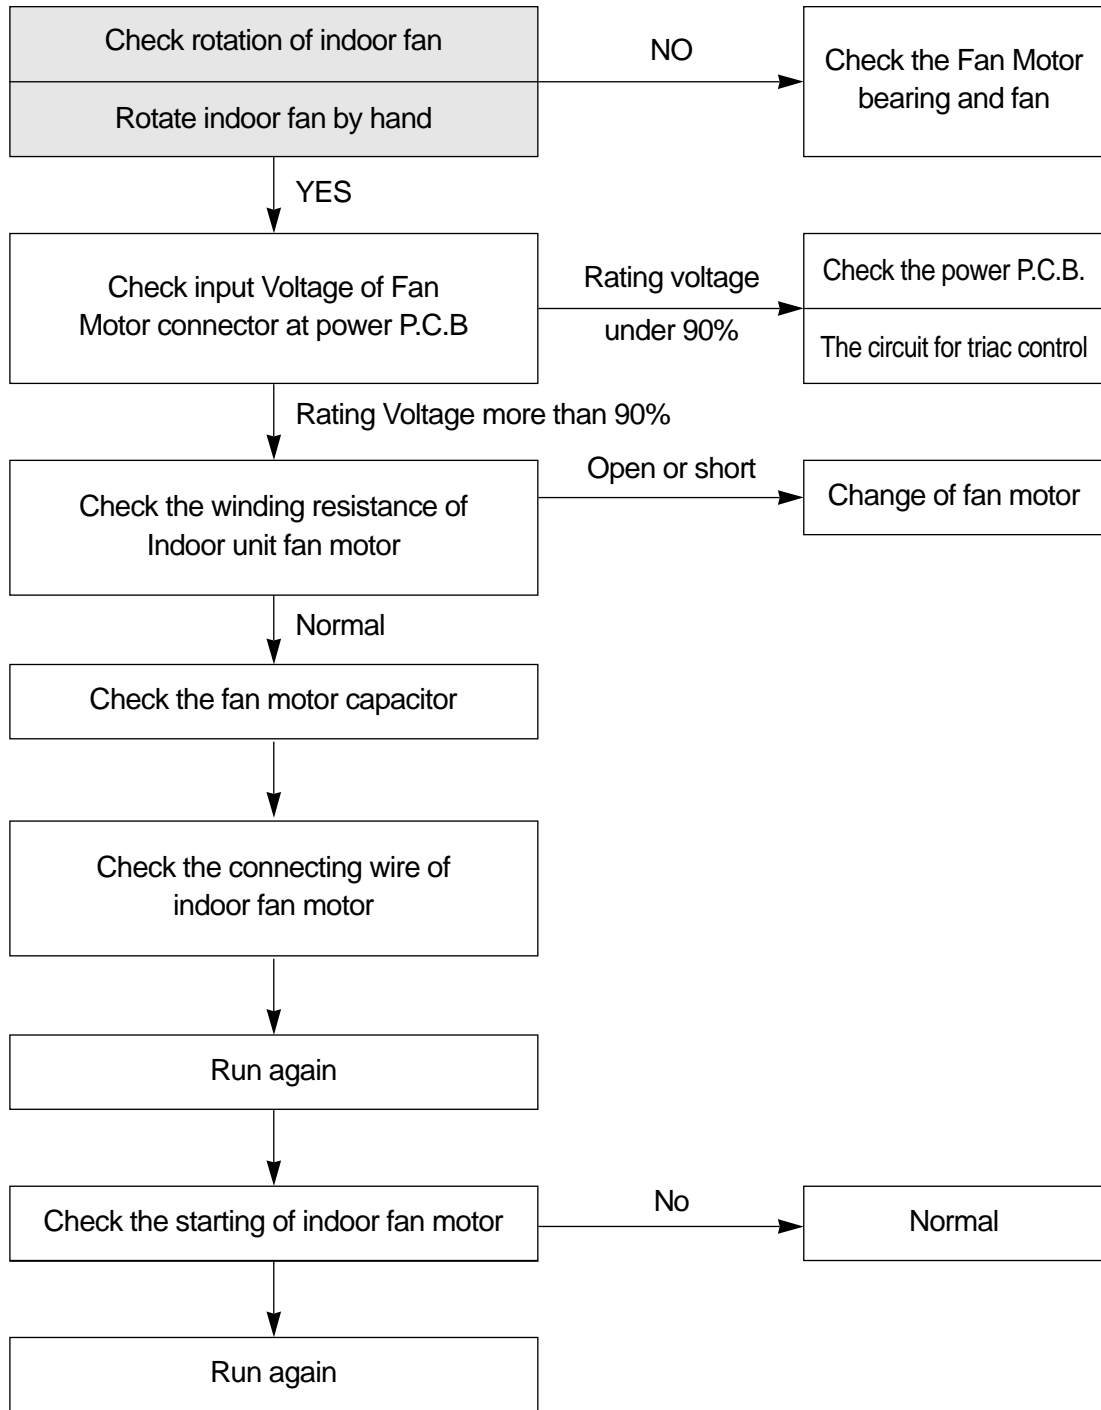 Check rotation of indoor fan
Rotate indoor fan by hand
NO
Check the Fan Motor
bearing and fan
YES
Check input Voltage of Fan
Motor connector at power P.C.B
Rating voltage
under 90%
Check the power P.C.B.
The circuit for triac control
Rating Voltage more than 90%
Check the winding resistance of
Indoor unit fan motor
Open or short
Change of fan motor
Normal
Check the fan motor capacitor
Check the connecting wire of
indoor fan motor
Run again
Check the starting of indoor fan motor
No
Normal
Run again